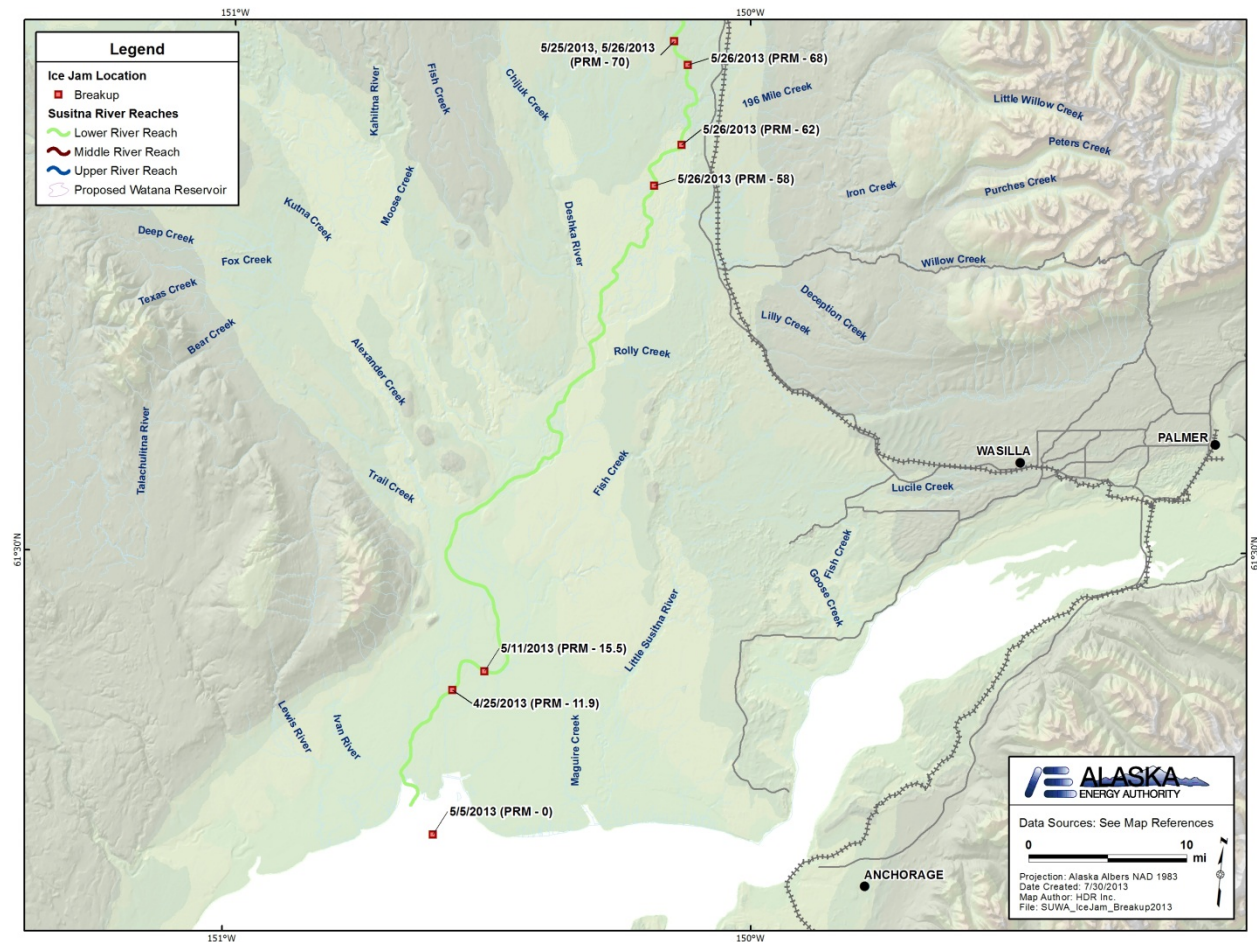 151°W
150°W
Legend
Ice Jam Location
Breakup
Susitna River Reaches
Lower River Reach
Middle River Reach
Upper River Reach
Proposed Watana Reservoir
5/25/2013, 5/26/2013
(PRM - 70)
5/26/2013 (PRM - 68)
Kahiltna River
Fish Creek
Chijuk Creek
196 Mile Creek
Little Willow Creek
5/26/2013 (PRM - 62)
Peters Creek
5/26/2013 (PRM - 58)
Iron Creek
Purches Creek
Moose Creek
Kutna Creek
Deshka River
Deep Creek
Fox Creek
Willow Creek
Texas Creek
Deception Creek
Lilly Creek
Bear Creek
Rolly Creek
Alexander Creek
Talachulitna River
WASILLA
PALMER
Fish Creek
Trail Creek
Lucile Creek
61°30'N
61°30'N
Fish Creek
Goose Creek
Little Susitna River
5/11/2013 (PRM - 15.5)
4/25/2013 (PRM - 11.9)
Lewis River
Ivan River
Maguire Creek
5/5/2013 (PRM - 0)
ANCHORAGE
ALASKA
ENERGY AUTHORITY
Data Sources: See Map References
0 10
mi
N
Projection: Alaska Albers NAD 1983
Date Created: 7/30/2013
Map Author: HDR Inc.
File: SUWA_IceJam_Breakup2013
151°W
150°W